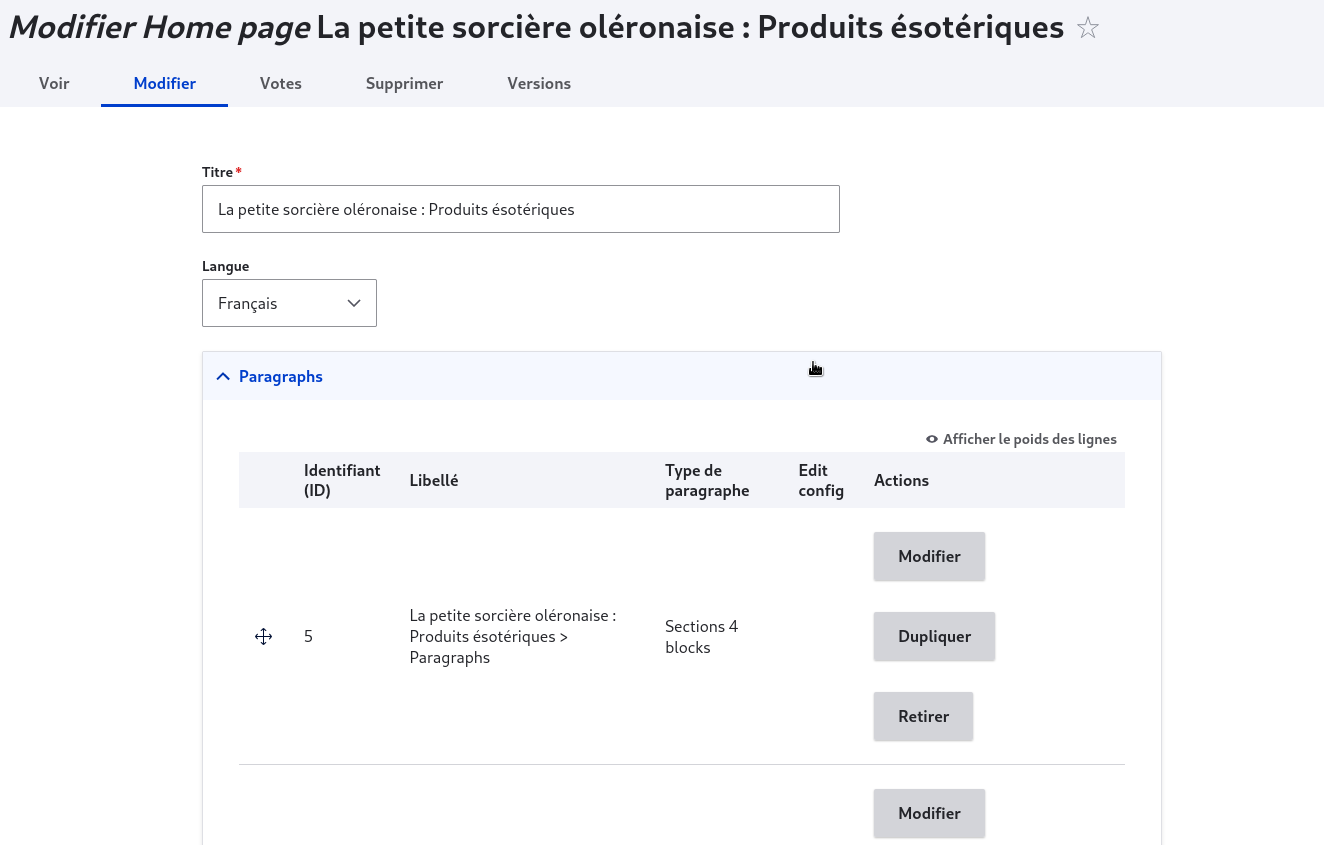 Modifier Home page La petite sorcière oléronaise : Produits ésotériques
Voir Modifier Votes Supprimer Versions
Titre*
La petite sorcière oléronaise : Produits ésotériques
Langue
Français
Paragraphs
Afficher le poids des lignes
Identifiant (ID) Libellé Type de paragraphe Edit config Actions
Modifier
5
La petite sorcière oléronaise :
Produits ésotériques >
Paragraphs
Sections 4
blocks
Dupliquer
Retirer
Modifier